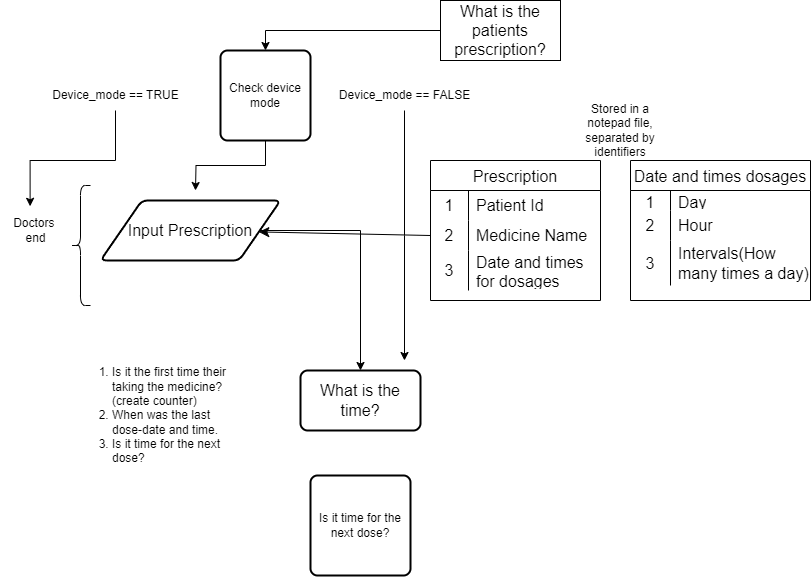 What is the
patients
prescription?
Check device
mode
Device_mode == TRUE
Device_mode == FALSE
Stored in a
notepad file,
separated by
identifiers
Prescription
1 Patient Id
2 Medicine Name
3 Date and times
for dosages
Date and times dosages
1 Day
2 Hour
3 Intervals(How
many times a day)
Doctors
end
Input Prescription
1. Is it the first time their
taking the medicine?
(create counter)
2. When was the last
dose-date and time.
3. Is it time for the next
dose?
What is the
time?
Is it time for the
next dose?